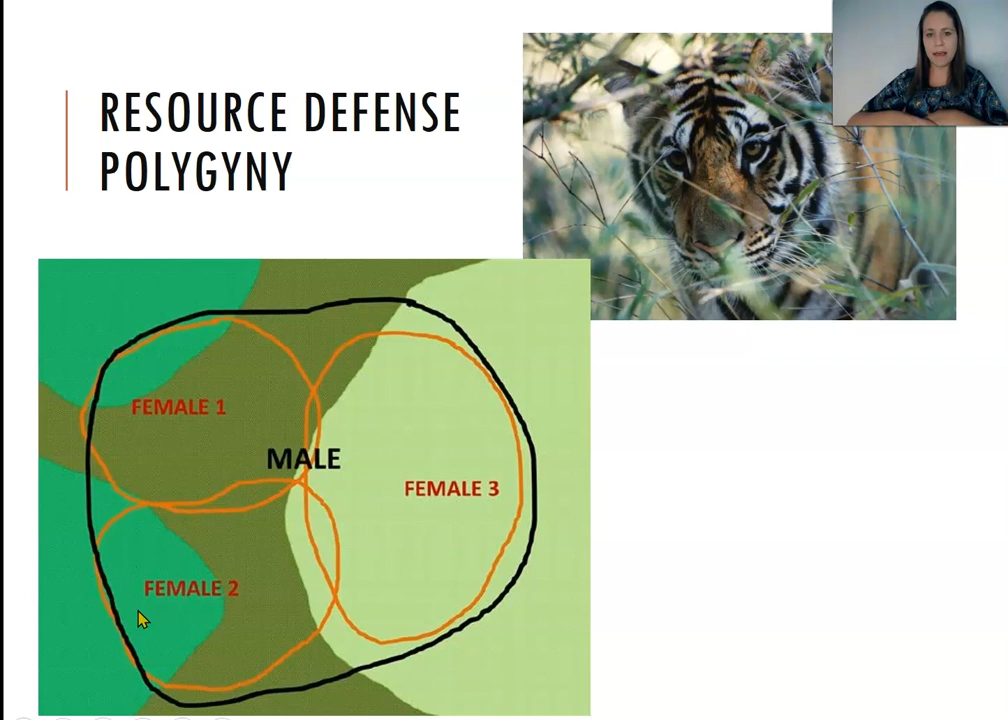 RESOURCE DEFENSE
POLYGYNY
FEMALE 1
MALE
FEMALE 3
FEMALE 2